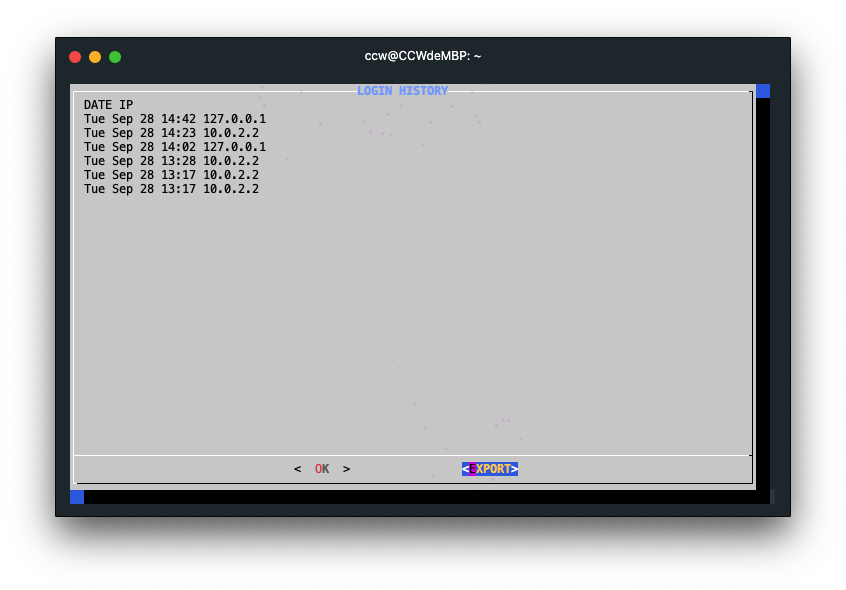 ccw@CCWdeMBP: ~
LOGIN HISTORY
DATE IP
Tue Sep 28 14:42 127.0.0.1
Tue Sep 28 14:23 10.0.2.2
Tue Sep 28 14:02 127.0.0.1
Tue Sep 28 13:28 10.0.2.2
Tue Sep 28 13:17 10.0.2.2
Tue Sep 28 13:17 10.0.2.2
<  OK  > <EXPORT>